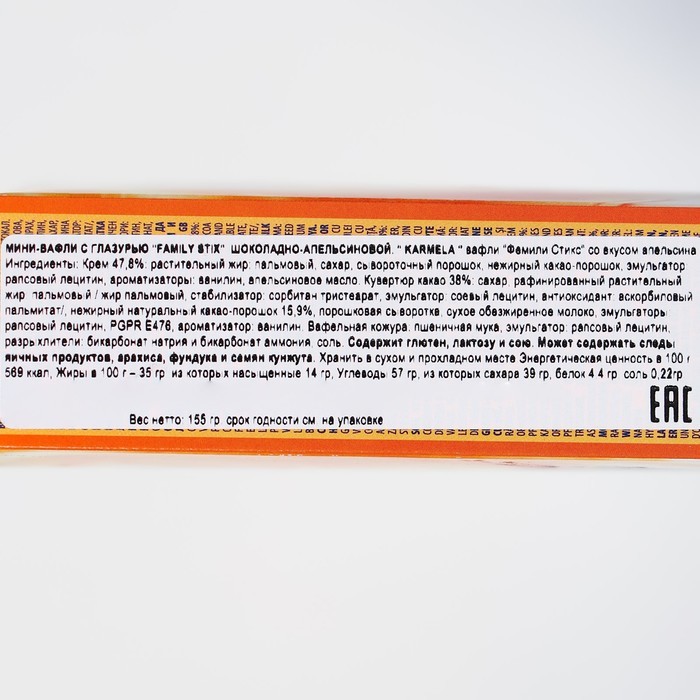 МИНИ-ВАФЛИ С ГЛАЗУРЬЮ "FAMILY STIX" ШОКОЛАДНО-АПЕЛЬСИНОВОЙ. " KARMELA " вафли "Фемили Стикс" со вкусом апельсина
Ингредиенты: Крем 47,8%: растительный жир: пальмовый, сахар, сывороточный порошок, нежирный какао-порошок, эмульгатор
рапсовый лецитин, ароматизаторы: ванилин, апельсиновое масло. Кувертюр какао 38%: сахар, рафинированный растительный
жир пальмовый / жир пальмовый, стабилизатор: сорбитан тристеарат, эмульгатор: соевый лецитин, антиоксидант: аскорбиловый
пальмитат/, нежирный натуральный какао-порошок 15,9%, порошковая сыворотка, сухое обезжиренное молоко, эмульгаторы
рапсовый лецитин, PGPR E476, ароматизатор: ванилин. Вафельная кожура: пшеничная мука, эмульгатор: рапсовый лецитин,
разрыхлители: бикарбонат натрия и бикарбонат аммония, соль. Содержит глютен, лактозу и сою. Может содержать следы
яичных продуктов, арахиса, фундука и семян кунжута. Хранить в сухом и прохладном месте Энергетическая ценность в 100 г
569 ккал, Жиры в 100 г – 35 гр из которых насыщенные 14 гр, Углеводы 57 гр, из которых сахара 39 гр, белок 4.4 гр соль 0,22гр
EAC
Вес нетто: 155 гр срок годности см. на упаковке